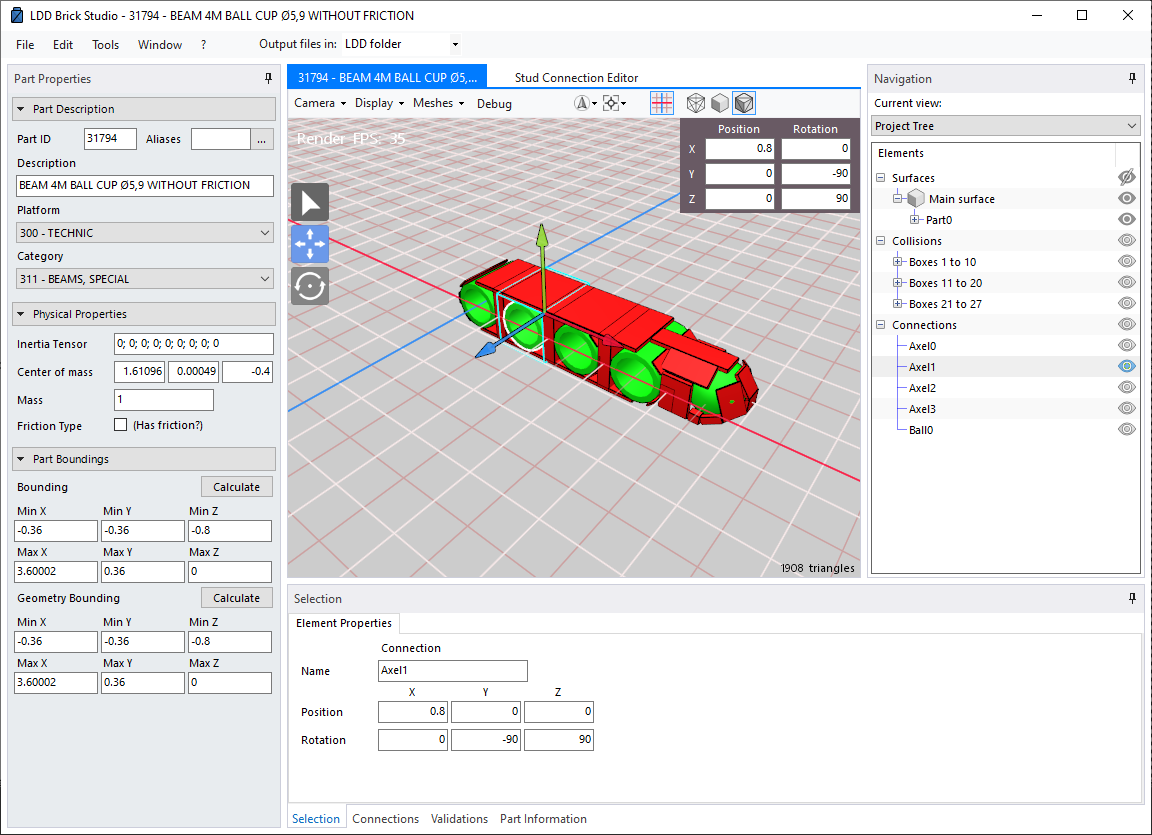 LDD Brick Studio - 31794 - BEAM 4M BALL CUP Ø5,9 WITHOUT FRICTION
File Edit Tools Window ? Output files in: LDD folder
Part Properties
Part Description
Part ID 31794 Aliases ...
Description
BEAM 4M BALL CUP Ø5,9 WITHOUT FRICTION
Platform
300 - TECHNIC
Category
311 - BEAMS, SPECIAL
Physical Properties
Inertia Tensor 0; 0; 0; 0; 0; 0; 0; 0; 0
Center of mass 1.61096 0.00049 -0.4
Mass 1
Friction Type (Has friction?)
Part Boundings
Bounding Calculate
Min X Min Y Min Z
-0.36 -0.36 -0.8
Max X Max Y Max Z
3.60002 0.36 0
Geometry Bounding Calculate
Min X Min Y Min Z
-0.36 -0.36 -0.8
Max X Max Y Max Z
3.60002 0.36 0
31794 - BEAM 4M BALL CUP Ø5,... Stud Connection Editor
Camera Display Meshes Debug
Render FPS: 35
Position Rotation
X 0.8 0
Y 0 -90
Z 0 90
1908 triangles
Navigation
Current view:
Project Tree
Elements
Surfaces
Main surface
Part0
Collisions
Boxes 1 to 10
Boxes 11 to 20
Boxes 21 to 27
Connections
Axel0
Axel1
Axel2
Axel3
Ball0
Selection
Element Properties
Connection
Name Axel1
X Y Z
Position 0.8 0 0
Rotation 0 -90 90
Selection Connections Validations Part Information